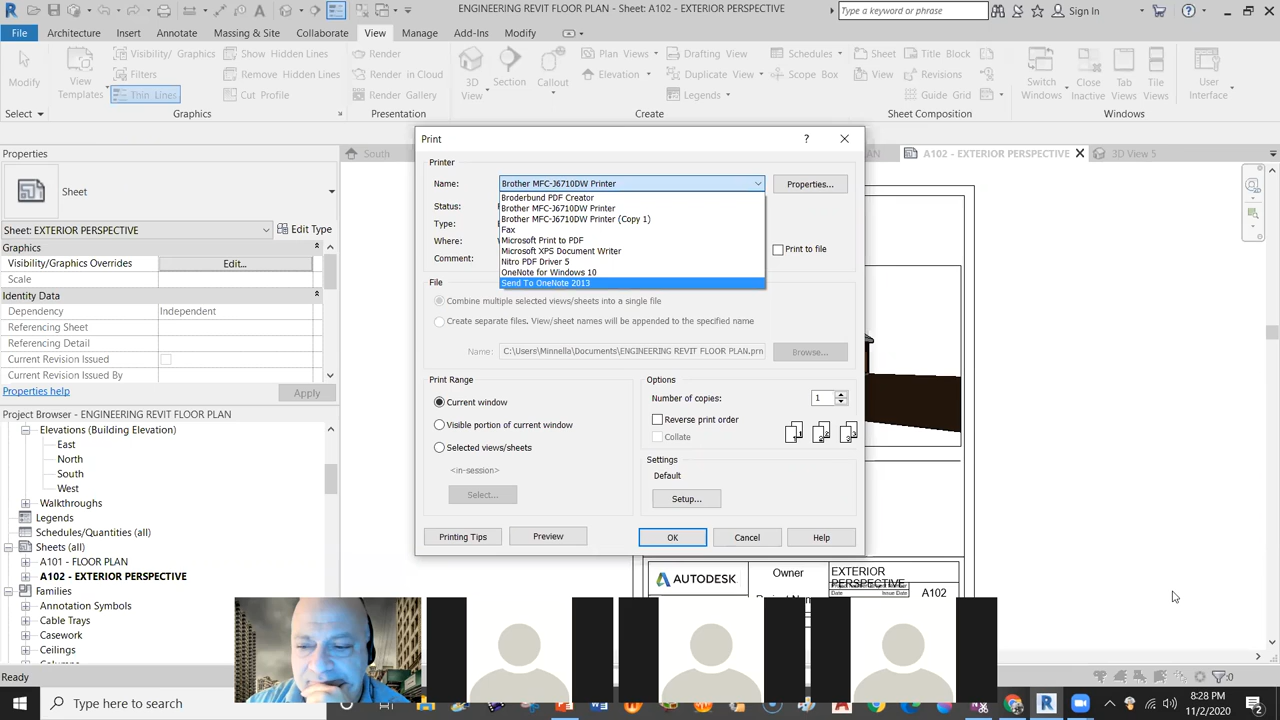 ENGINEERING REVIT FLOOR PLAN - Sheet: A102 - EXTERIOR PERSPECTIVE
Type a keyword or phrase
Sign In
File Architecture Insert Annotate Massing & Site Collaborate View Manage Add-Ins Modify
Modify
View
Templates
Visibility/ Graphics
Filters
Thin Lines
Show Hidden Lines
Remove Hidden Lines
Cut Profile
Render
Render in Cloud
Render Gallery
3D
View
Section
Callout
Plan Views
Elevation
Drafting View
Duplicate View
Legends
Schedules
Scope Box
Sheet
View
Title Block
Revisions
Guide Grid
Switch
Windows
Close
Inactive
Tab
Views
Tile
Views
User
Interface
Select Graphics Presentation Create Sheet Composition Windows
Properties
Sheet
Sheet: EXTERIOR PERSPECTIVE
Edit Type
Graphics
Visibility/Graphics Overrides Edit...
Scale
Identity Data
Dependency Independent
Referencing Sheet
Referencing Detail
Current Revision Issued
Current Revision Issued By
Properties help Apply
Project Browser - ENGINEERING REVIT FLOOR PLAN
Elevations (Building Elevation)
East
North
South
West
Walkthroughs
Legends
Schedules/Quantities (all)
Sheets (all)
A101 - FLOOR PLAN
A102 - EXTERIOR PERSPECTIVE
Families
Annotation Symbols
Cable Trays
Casework
Ceilings
South
AN
A102 - EXTERIOR PERSPECTIVE
3D View 5
Print
Printer
Name: Brother MFC-J6710DW Printer Properties...
Broderbund PDF Creator
Brother MFC-J6710DW Printer
Brother MFC-J6710DW Printer (Copy 1)
Fax
Microsoft Print to PDF
Microsoft XPS Document Writer
Nitro PDF Driver 5
OneNote for Windows 10
Send To OneNote 2013
Status:
Type:
Where:
Comment:
Print to file
File
Combine multiple selected views/sheets into a single file
Create separate files. View/sheet names will be appended to the specified name
Name: C:\Users\Minnella\Documents\ENGINEERING REVIT FLOOR PLAN.prn Browse...
Print Range
Current window
Visible portion of current window
Selected views/sheets
<in-session>
Select...
Options
Number of copies: 1
Reverse print order
Collate
Settings
Default
Setup...
Printing Tips Preview OK Cancel Help
AUTODESK
Owner
EXTERIOR
PERSPECTIVE
Date
Issue Date
A102
Ready
:0
Type here to search
8:28 PM
11/2/2020